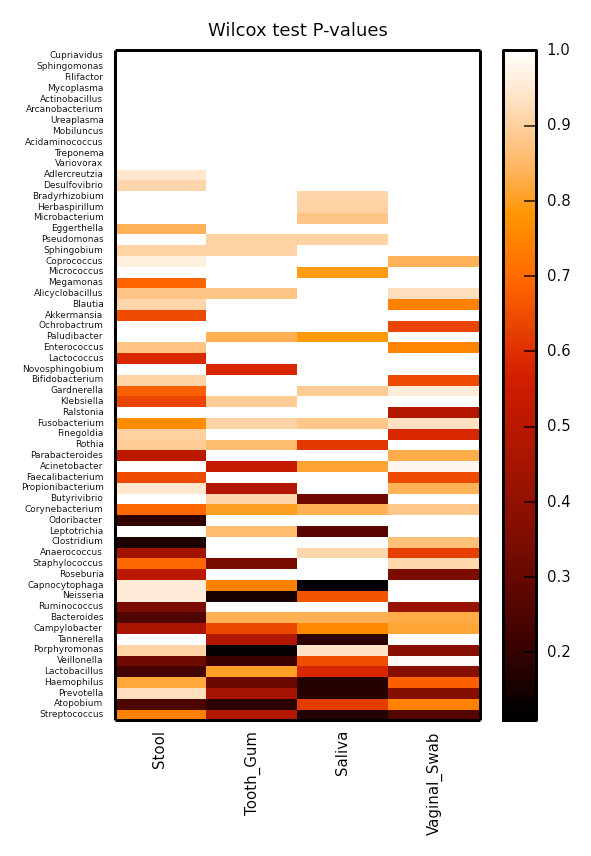 Wilcox test P-values
Cupriavidus
Sphingomonas
Filifactor
Mycoplasma
Actinobacillus
Arcanobacterium
Ureaplasma
Mobiluncus
Acidaminococcus
Treponema
Variovorax
Adlercreutzia
Desulfovibrio
Bradyrhizobium
Herbaspirillum
Microbacterium
Eggerthella
Pseudomonas
Sphingobium
Coprococcus
Micrococcus
Megamonas
Alicyclobacillus
Blautia
Akkermansia
Ochrobactrum
Paludibacter
Enterococcus
Lactococcus
Novosphingobium
Bifidobacterium
Gardnerella
Klebsiella
Ralstonia
Fusobacterium
Finegoldia
Rothia
Parabacteroides
Acinetobacter
Faecalibacterium
Propionibacterium
Butyrivibrio
Corynebacterium
Odoribacter
Leptotrichia
Clostridium
Anaerococcus
Staphylococcus
Roseburia
Capnocytophaga
Neisseria
Ruminococcus
Bacteroides
Campylobacter
Tannerella
Porphyromonas
Veillonella
Lactobacillus
Haemophilus
Prevotella
Atopobium
Streptococcus
Stool
Tooth_Gum
Saliva
Vaginal_Swab
1.0
0.9
0.8
0.7
0.6
0.5
0.4
0.3
0.2